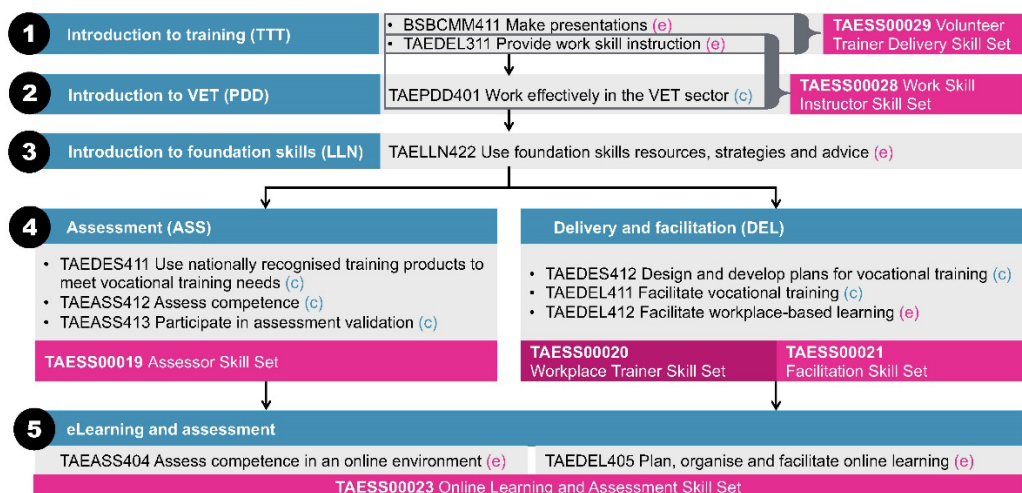 1
Introduction to training (TTT)
• BSBCMM411 Make presentations (e)
• TAEDEL311 Provide work skill instruction (e)
TAESS00029 Volunteer
Trainer Delivery Skill Set
2
Introduction to VET (PDD)
TAEPDD401 Work effectively in the VET sector (c)
TAESS00028 Work Skill
Instructor Skill Set
3
Introduction to foundation skills (LLN)
TAELLN422 Use foundation skills resources, strategies and advice (e)
4
Assessment (ASS)
• TAEDES411 Use nationally recognised training products to
meet vocational training needs (c)
• TAEASS412 Assess competence (c)
• TAEASS413 Participate in assessment validation (c)
TAESS00019 Assessor Skill Set
Delivery and facilitation (DEL)
• TAEDES412 Design and develop plans for vocational training (c)
• TAEDEL411 Facilitate vocational training (c)
• TAEDEL412 Facilitate workplace-based learning (e)
TAESS00020
Workplace Trainer Skill Set
TAESS00021
Facilitation Skill Set
5
eLearning and assessment
TAEASS404 Assess competence in an online environment (e)
TAEDEL405 Plan, organise and facilitate online learning (e)
TAESS00023 Online Learning and Assessment Skill Set